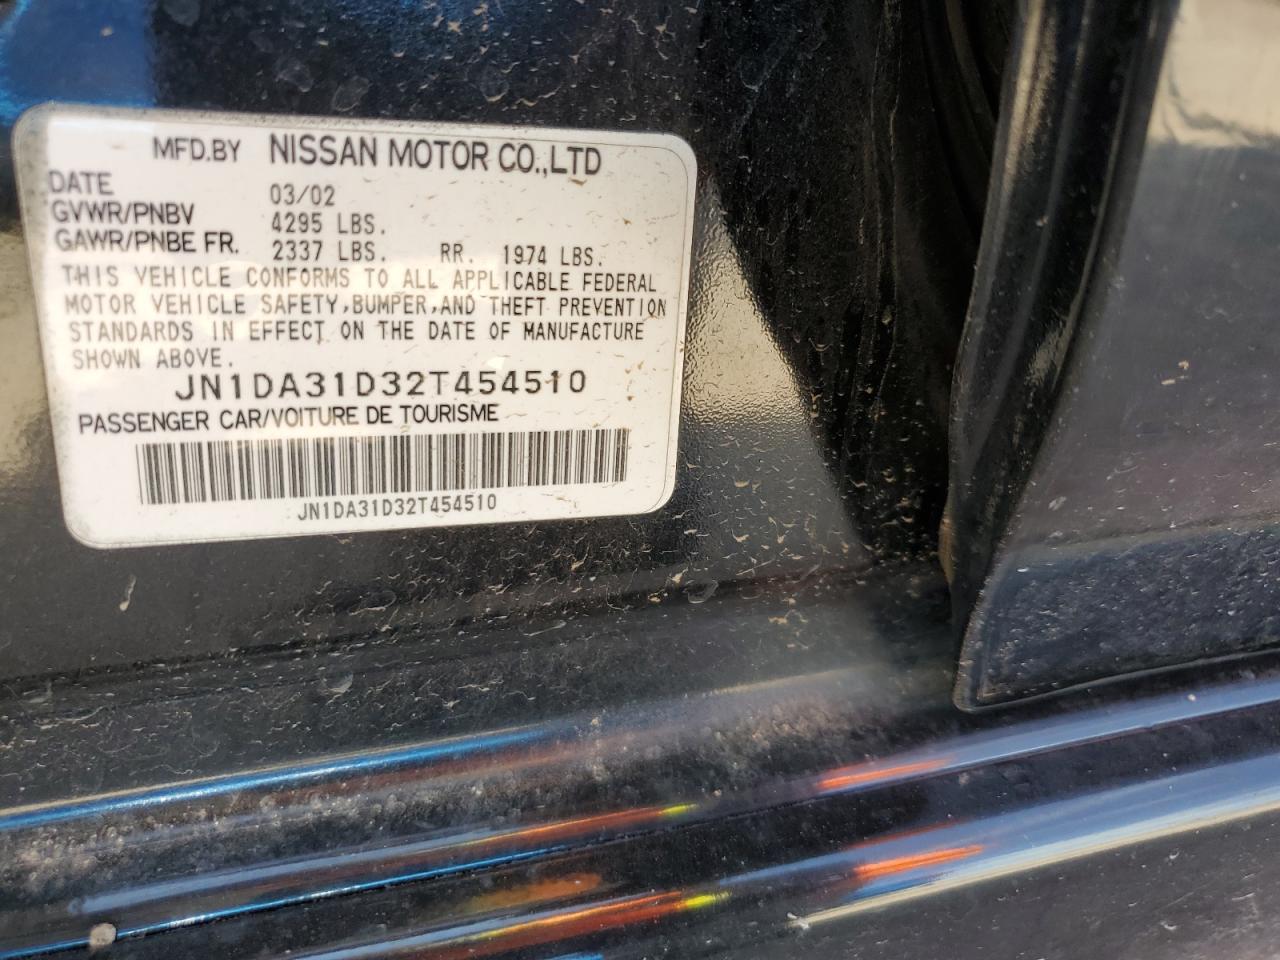 MFD.BY NISSAN MOTOR CO.,LTD
DATE 03/02
GVWR/PNBV 4295 LBS.
GAWR/PNBE FR. 2337 LBS. RR. 1974 LBS.
THIS VEHICLE CONFORMS TO ALL APPLICABLE FEDERAL
MOTOR VEHICLE SAFETY,BUMPER,AND THEFT PREVENTION
STANDARDS IN EFFECT ON THE DATE OF MANUFACTURE
SHOWN ABOVE.
JN1DA31D32T454510
PASSENGER CAR/VOITURE DE TOURISME
JN1DA31D32T454510